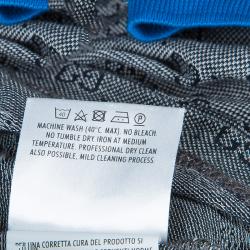 40 P
MACHINE WASH (40°C. MAX). NO BLEACH.
NO TUMBLE DRY. IRON AT MEDIUM
TEMPERATURE. PROFESSIONAL DRY CLEAN
ALSO POSSIBLE. MILD CLEANING PROCESS.
UNA CORRETTA CURA DEL PRODOTTO SI